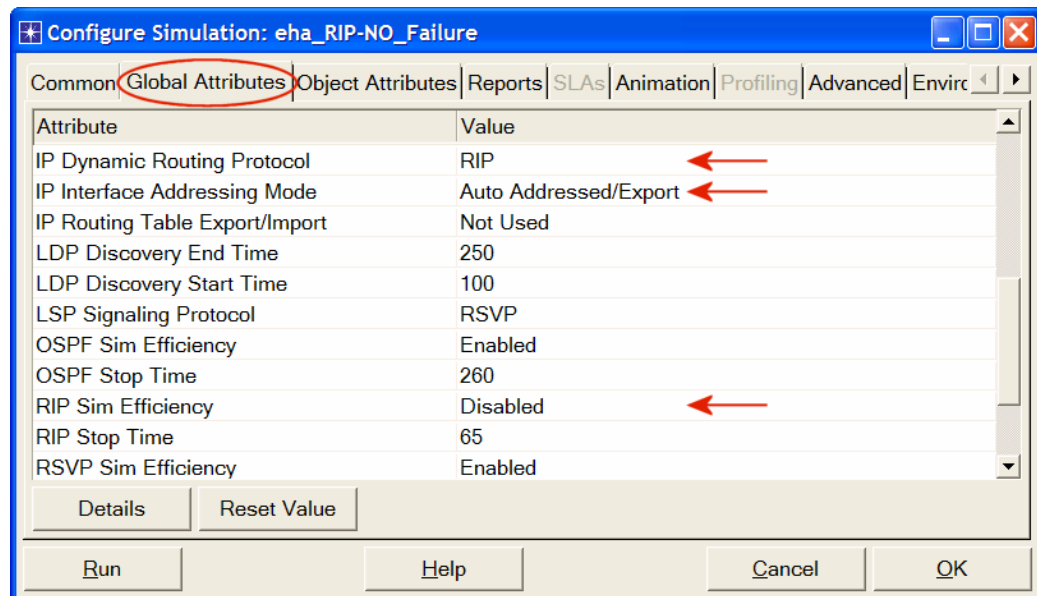 Configure Simulation: eha_RIP-NO_Failure
Common Global Attributes Object Attributes Reports SLAs Animation Profiling Advanced Envirc
Attribute Value
IP Dynamic Routing Protocol RIP
IP Interface Addressing Mode Auto Addressed/Export
IP Routing Table Export/Import Not Used
LDP Discovery End Time 250
LDP Discovery Start Time 100
LSP Signaling Protocol RSVP
OSPF Sim Efficiency Enabled
OSPF Stop Time 260
RIP Sim Efficiency Disabled
RIP Stop Time 65
RSVP Sim Efficiency Enabled
Details Reset Value
Run Help Cancel OK